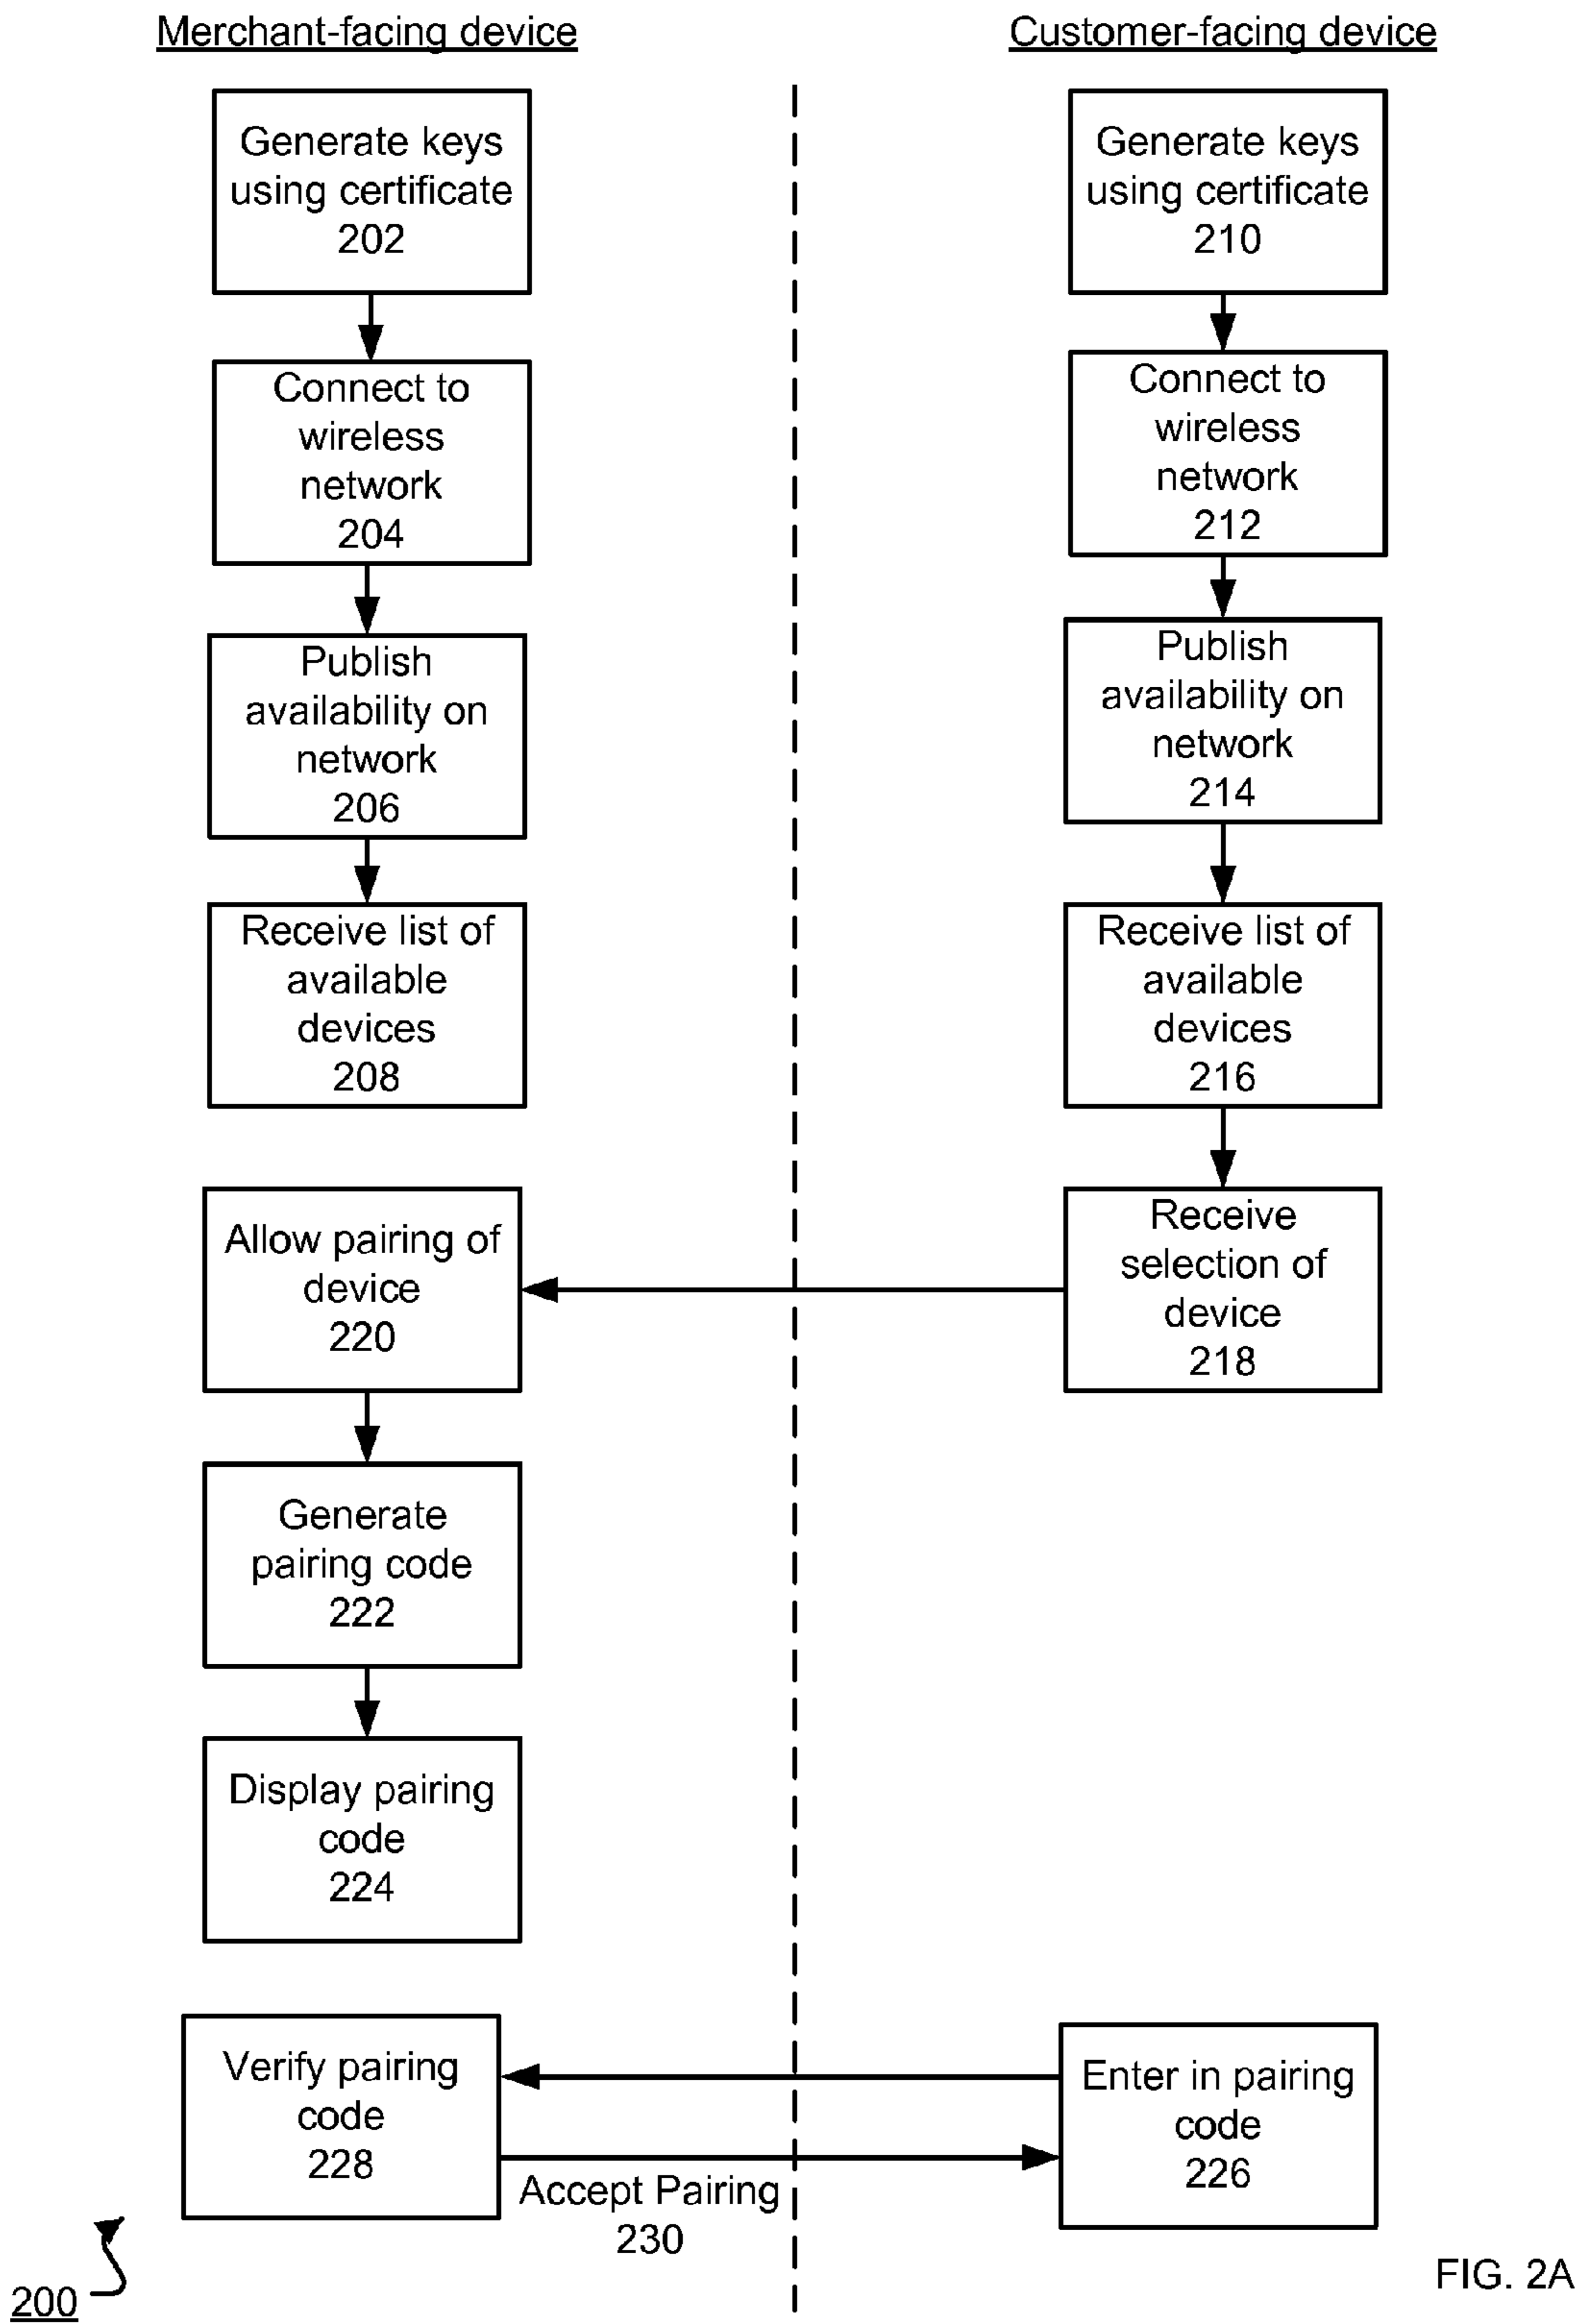 Merchant-facing device
Customer-facing device
Generate keys
using certificate
202
Generate keys
using certificate
210
Connect to
wireless
network
204
Connect to
wireless
network
212
Publish
availability on
network
206
Publish
availability on
network
214
Receive list of
available
devices
208
Receive list of
available
devices
216
Allow pairing of
device
220
Receive
selection of
device
218
Generate
pairing code
222
Display pairing
code
224
Verify pairing
code
228
Enter in pairing
code
226
Accept Pairing
230
200
FIG. 2A